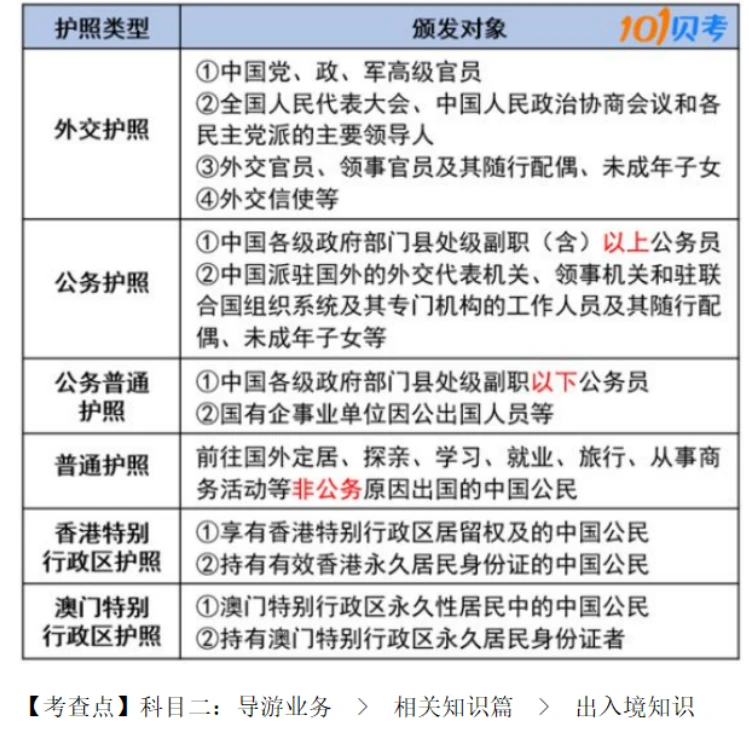 护照类型 颁发对象 101贝考
外交护照
①中国党、政、军高级官员
②全国人民代表大会、中国人民政治协商会议和各
民主党派的主要领导人
③外交官员、领事官员及其随行配偶、未成年子女
④外交信使等
公务护照
①中国各级政府部门县处级副职（含）以上公务员
②中国派驻国外的外交代表机关、领事机关和驻联
合国组织系统及其专门机构的工作人员及其随行配
偶、未成年子女等
公务普通
护照
①中国各级政府部门县处级副职以下公务员
②国有企事业单位因公出国人员等
普通护照
前往国外定居、探亲、学习、就业、旅行、从事商
务活动等非公务原因出国的中国公民
香港特别
行政区护照
①享有香港特别行政区居留权及的中国公民
②持有有效香港永久居民身份证的中国公民
澳门特别
行政区护照
①澳门特别行政区永久性居民中的中国公民
②持有澳门特别行政区永久居民身份证者
【考查点】科目二：导游业务 > 相关知识篇 > 出入境知识